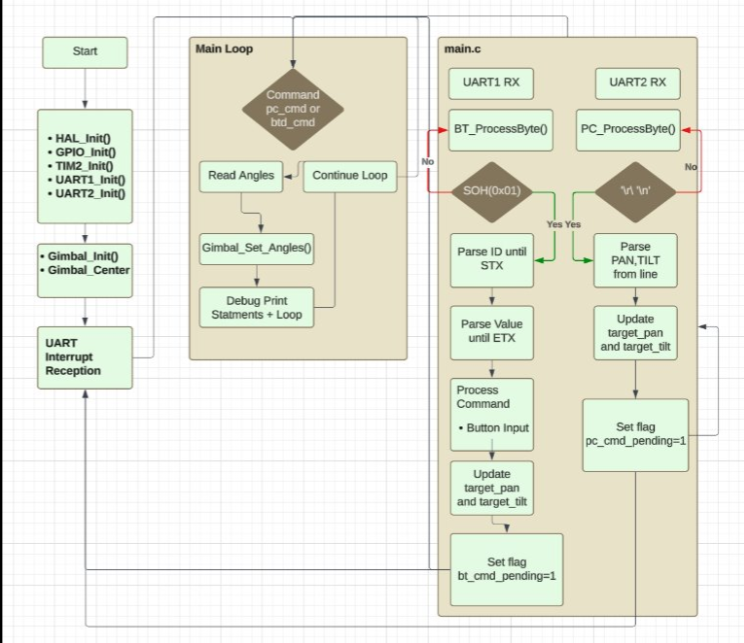 Start
• HAL_Init()
• GPIO_Init()
• TIM2_Init()
• UART1_Init()
• UART2_Init()
• Gimbal_Init()
• Gimbal_Center
UART
Interrupt
Reception
Main Loop
Command
pc_cmd or
btd_cmd
Read Angles
Continue Loop
Gimbal_Set_Angles()
Debug Print
Statments + Loop
main.c
UART1 RX
UART2 RX
BT_ProcessByte()
PC_ProcessByte()
No
No
SOH(0x01)
'\r\ '\n'
Yes
Yes
Parse ID until
STX
Parse
PAN,TILT
from line
Parse Value
until ETX
Update
target_pan
and target_tilt
Process
Command
• Button Input
Set flag
pc_cmd_pending=1
Update
target_pan
and target_tilt
Set flag
bt_cmd_pending=1